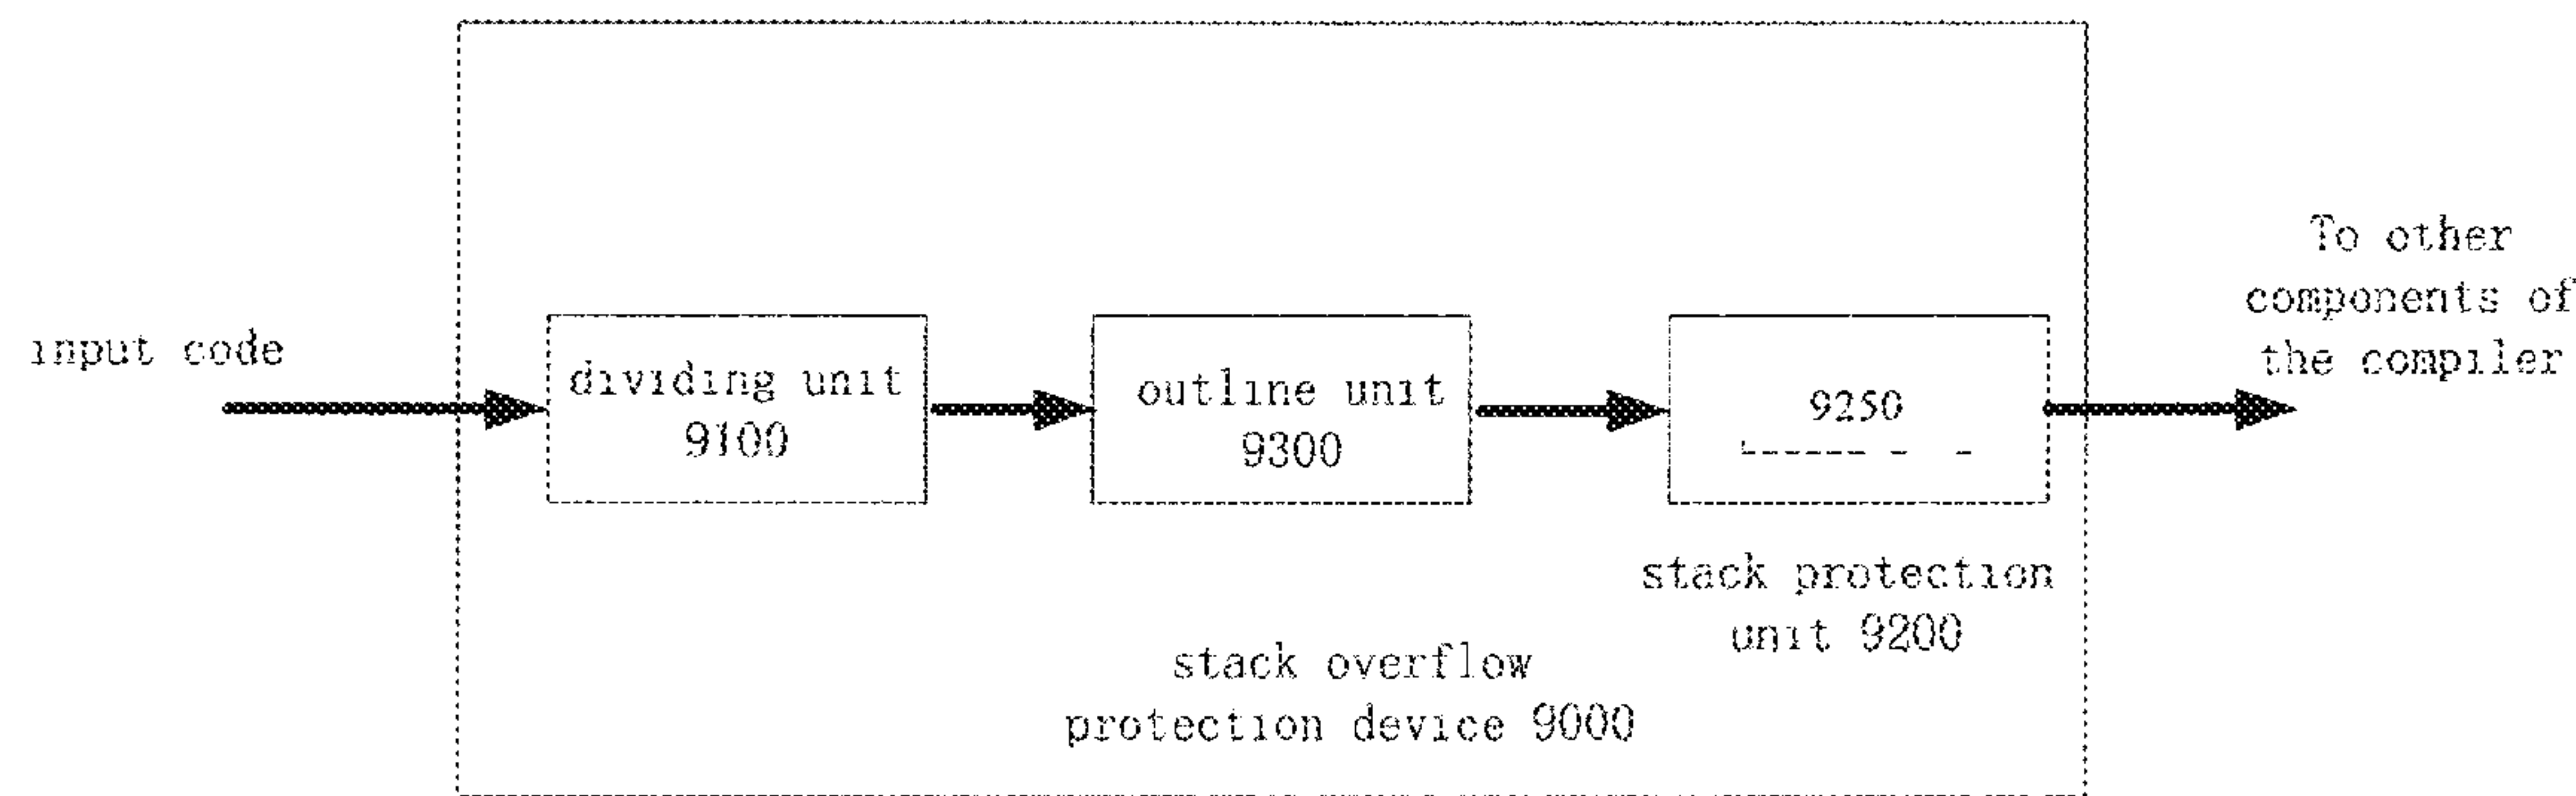 input code
dividing unit
9100
outline unit
9300
9250
To other
components of
the compiler
stack protection
unit 9200
stack overflow
protection device 9000